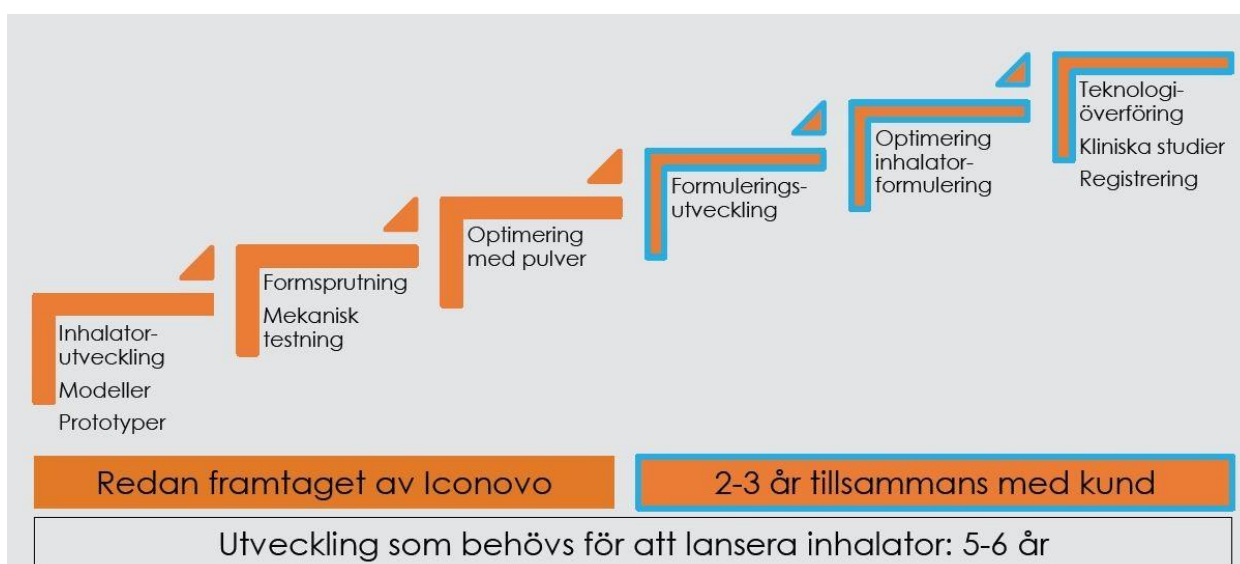 Inhalator-
utveckling
Modeller
Prototyper
Formsprutning
Mekanisk
testning
Optimering
med pulver
Formulerings-
utveckling
Optimering
inhalator-
formulering
Teknologi-
överföring
Kliniska studier
Registrering
Redan framtaget av Iconovo
2-3 år tillsammans med kund
Utveckling som behövs för att lansera inhalator: 5-6 år